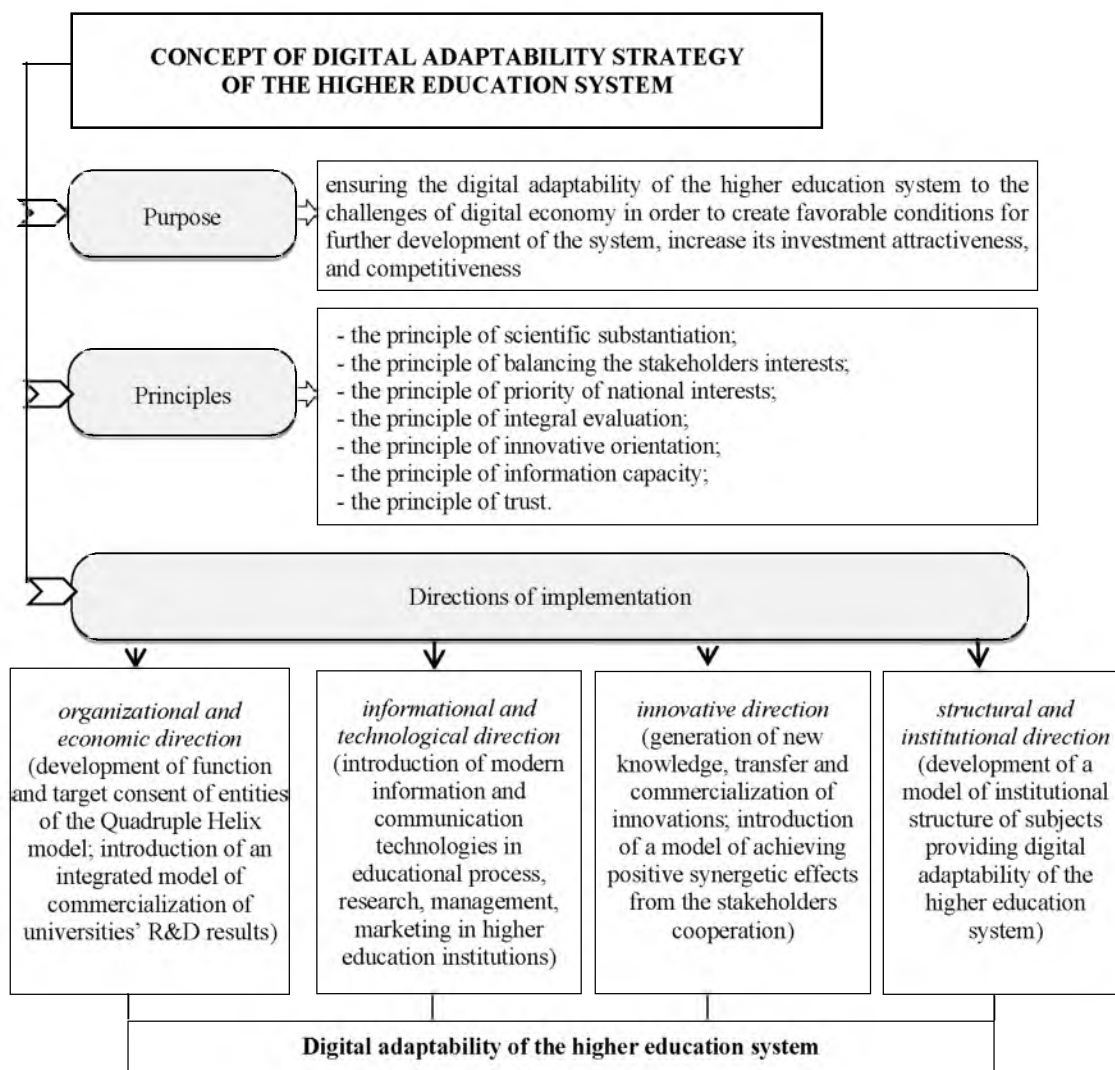 CONCEPT OF DIGITAL ADAPTABILITY STRATEGY
OF THE HIGHER EDUCATION SYSTEM
Purpose
ensuring the digital adaptability of the higher education system to the
challenges of digital economy in order to create favorable conditions for
further development of the system, increase its investment attractiveness,
and competitiveness
Principles
- the principle of scientific substantiation;
- the principle of balancing the stakeholders interests;
- the principle of priority of national interests;
- the principle of integral evaluation;
- the principle of innovative orientation;
- the principle of information capacity;
- the principle of trust.
Directions of implementation
organizational and
economic direction
(development of function
and target consent of entities
of the Quadruple Helix
model; introduction of an
integrated model of
commercialization of
universities’ R&D results)
informational and
technological direction
(introduction of modern
information and
communication
technologies in
educational process,
research, management,
marketing in higher
education institutions)
innovative direction
(generation of new
knowledge, transfer and
commercialization of
innovations; introduction
of a model of achieving
positive synergetic effects
from the stakeholders
cooperation)
structural and
institutional direction
(development of a
model of institutional
structure of subjects
providing digital
adaptability of the
higher education
system)
Digital adaptability of the higher education system